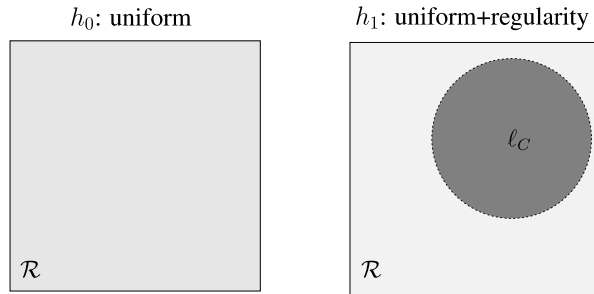 h₀: uniform
h₁: uniform+regularity
ℓ_C
ℛ
ℛ